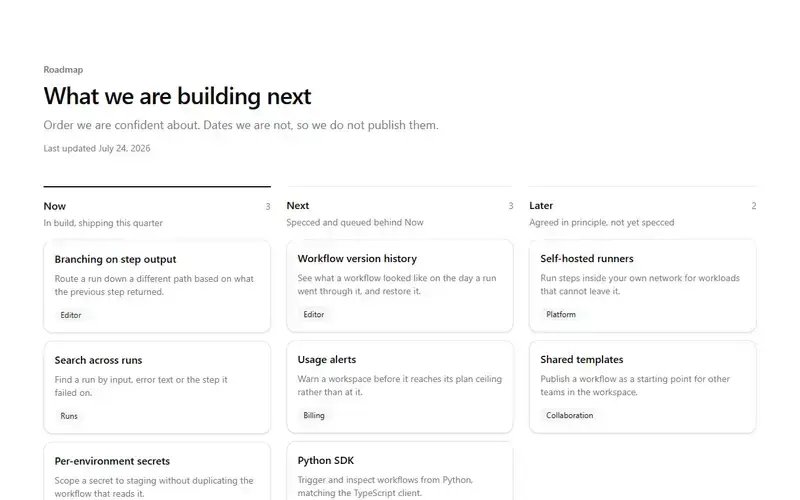 Roadmap
What we are building next
Order we are confident about. Dates we are not, so we do not publish them.
Last updated July 24, 2026
Now 3
In build, shipping this quarter
Branching on step output
Route a run down a different path based on what
the previous step returned.
Editor
Search across runs
Find a run by input, error text or the step it
failed on.
Runs
Per-environment secrets
Scope a secret to staging without duplicating the
workflow that reads it.
Next 3
Specced and queued behind Now
Workflow version history
See what a workflow looked like on the day a run
went through it, and restore it.
Editor
Usage alerts
Warn a workspace before it reaches its plan ceiling
rather than at it.
Billing
Python SDK
Trigger and inspect workflows from Python,
matching the TypeScript client.
Later 2
Agreed in principle, not yet specced
Self-hosted runners
Run steps inside your own network for workloads
that cannot leave it.
Platform
Shared templates
Publish a workflow as a starting point for other
teams in the workspace.
Collaboration